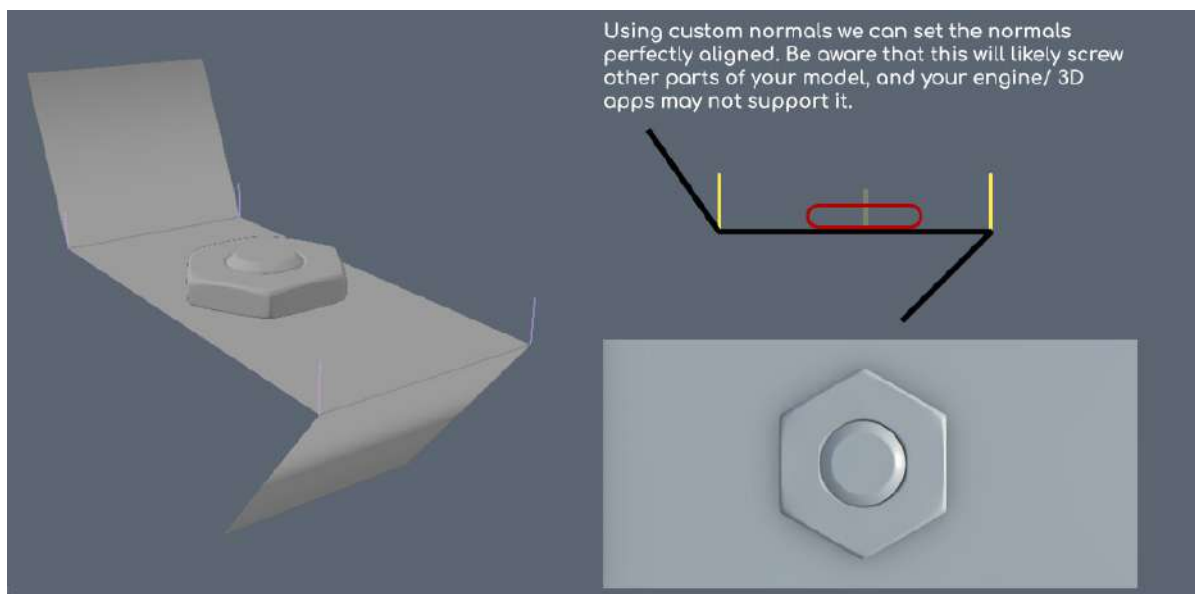 Using custom normals we can set the normals
perfectly aligned. Be aware that this will likely screw
other parts of your model, and your engine/ 3D
apps may not support it.